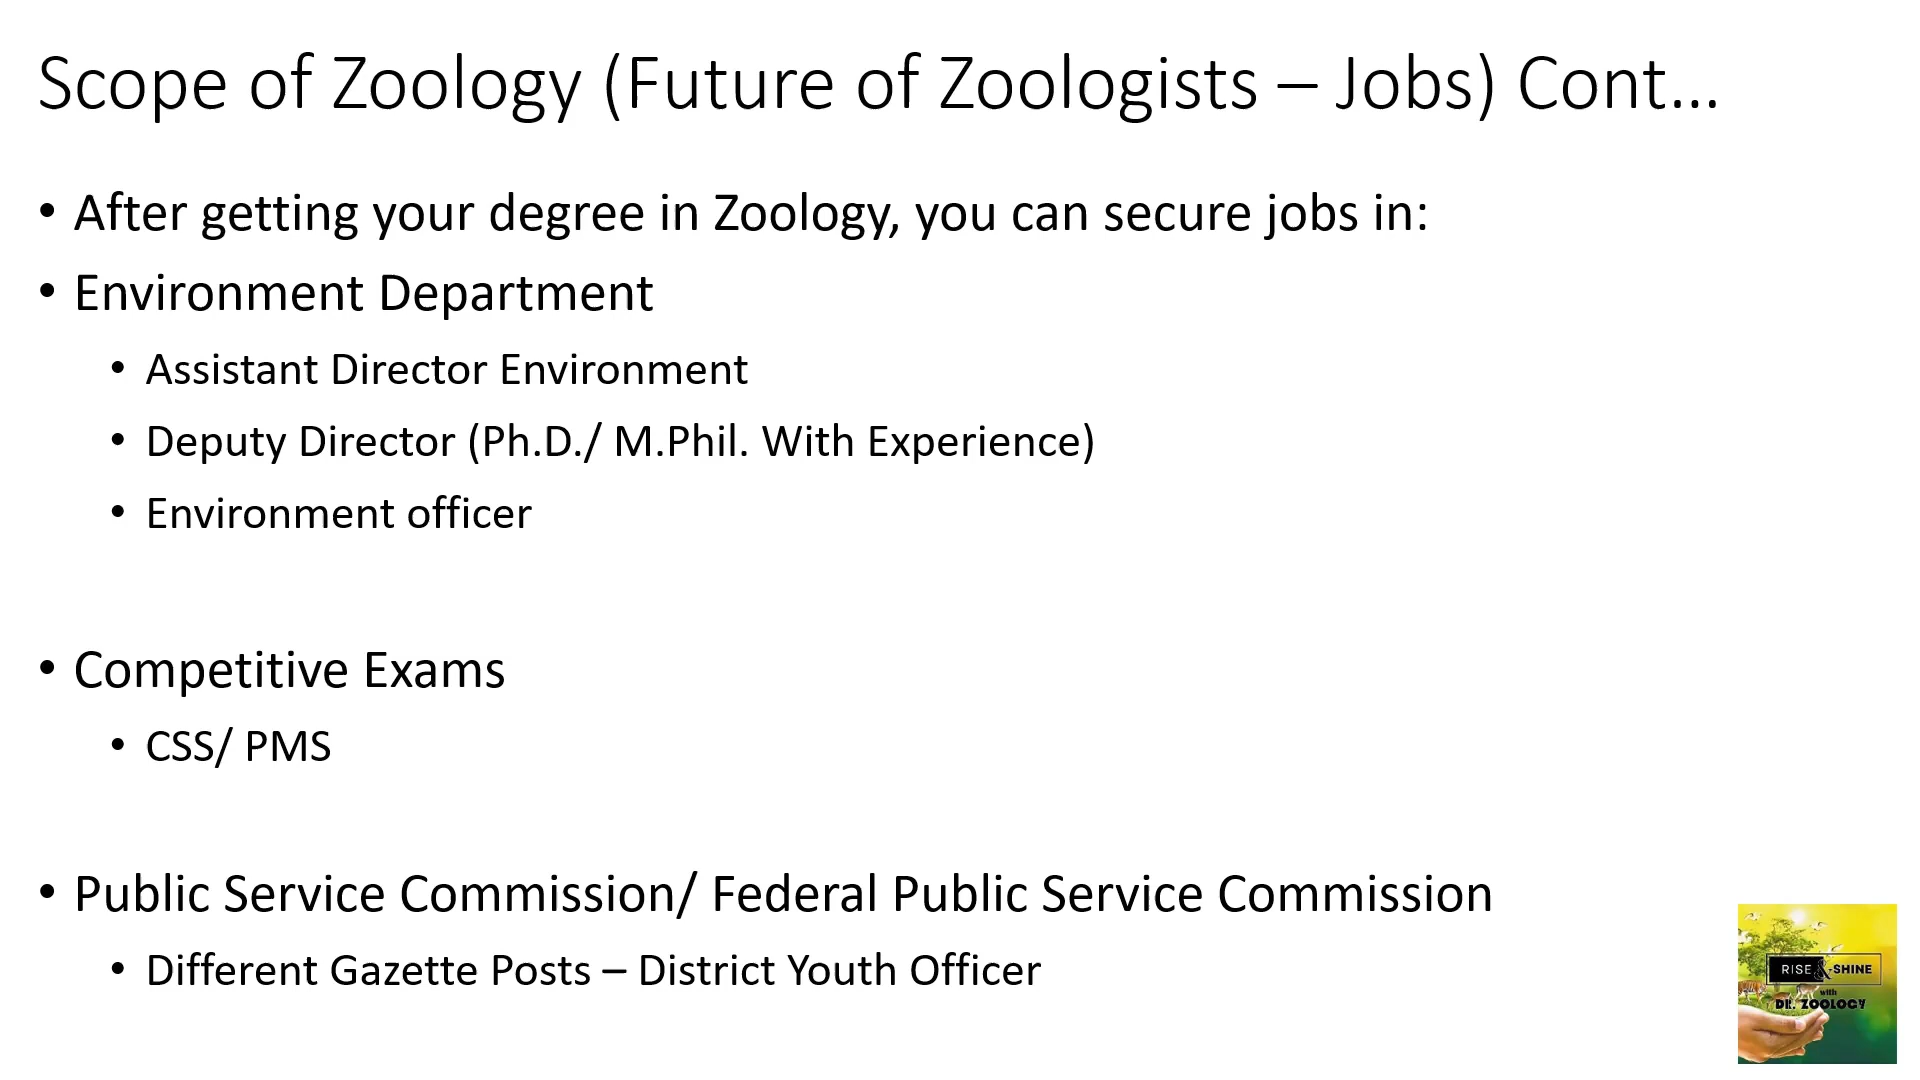 Scope of Zoology (Future of Zoologists – Jobs) Cont…
• After getting your degree in Zoology, you can secure jobs in:
• Environment Department
• Assistant Director Environment
• Deputy Director (Ph.D./ M.Phil. With Experience)
• Environment officer
• Competitive Exams
• CSS/ PMS
• Public Service Commission/ Federal Public Service Commission
• Different Gazette Posts – District Youth Officer
RISE & SHINE
with
DR. ZOOLOGY